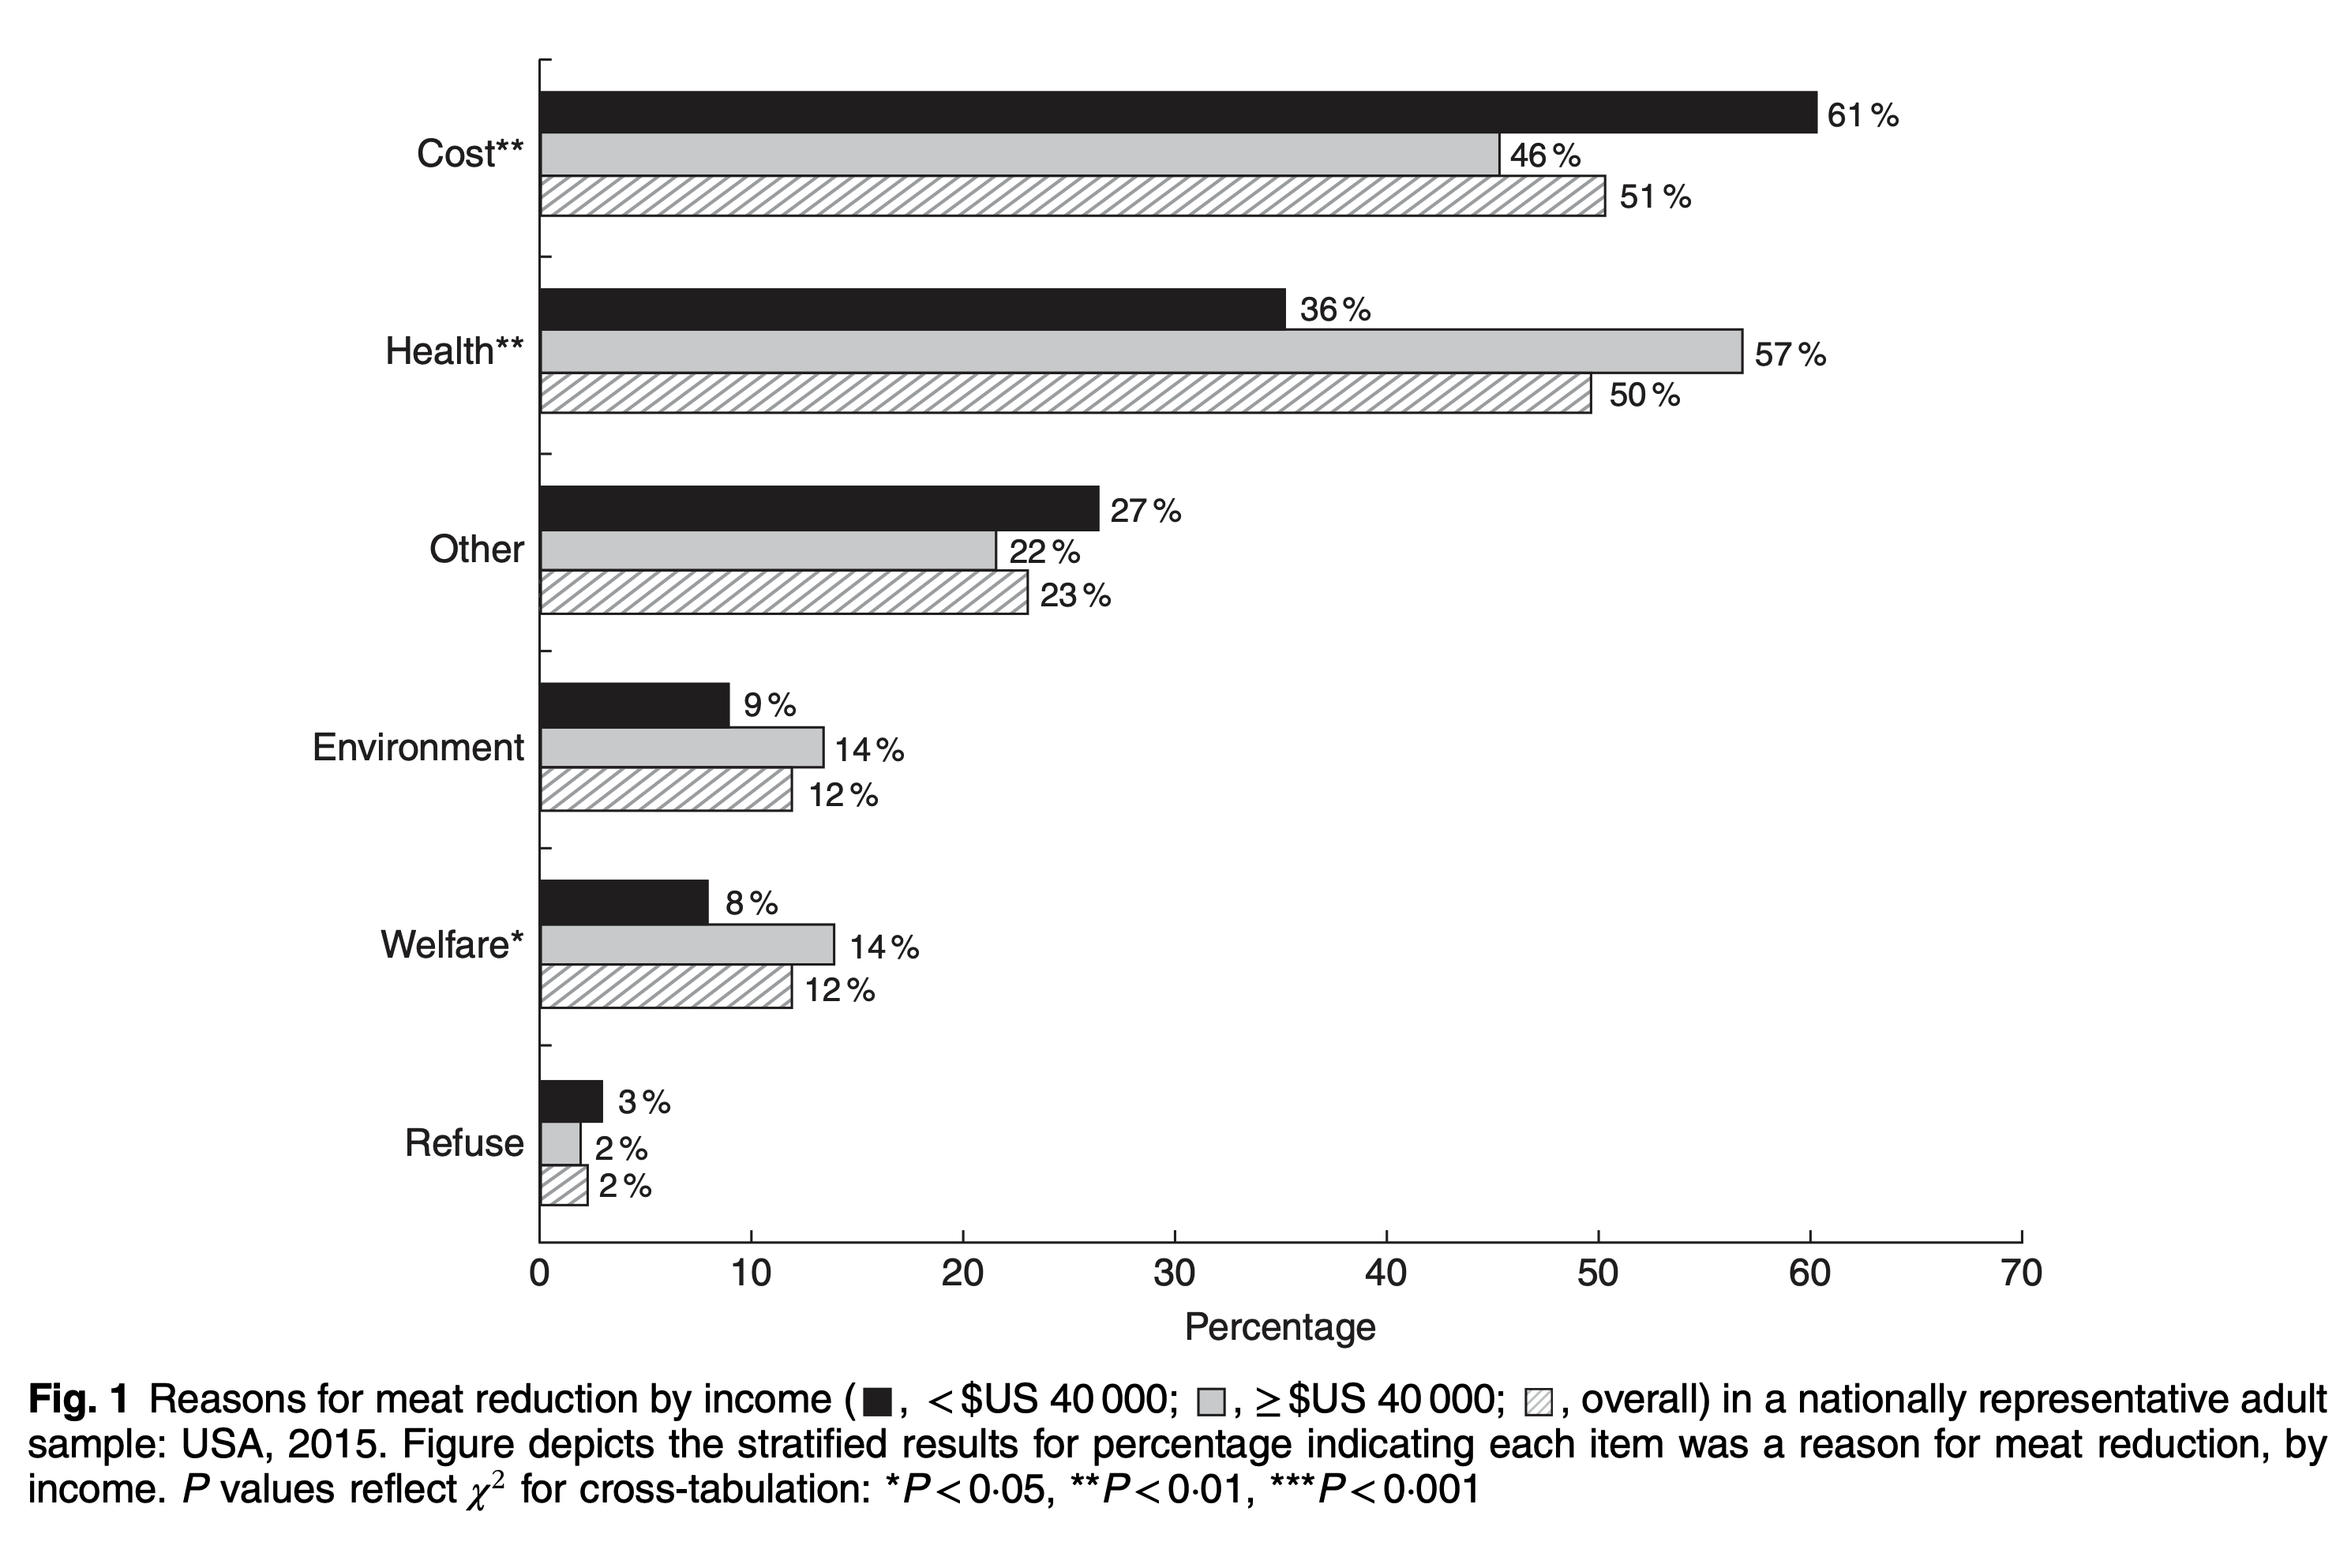 Cost**
61 %
46 %
51 %
Health**
36 %
57 %
50 %
Other
27 %
22 %
23 %
Environment
9 %
14 %
12 %
Welfare*
8 %
14 %
12 %
Refuse
3 %
2 %
2 %
0 10 20 30 40 50 60 70
Percentage
Fig. 1 Reasons for meat reduction by income (■, <$US 40 000; , ≥$US 40 000; , overall) in a nationally representative adult
sample: USA, 2015. Figure depicts the stratified results for percentage indicating each item was a reason for meat reduction, by
income. P values reflect χ² for cross-tabulation: *P<0·05, **P<0·01, ***P<0·001